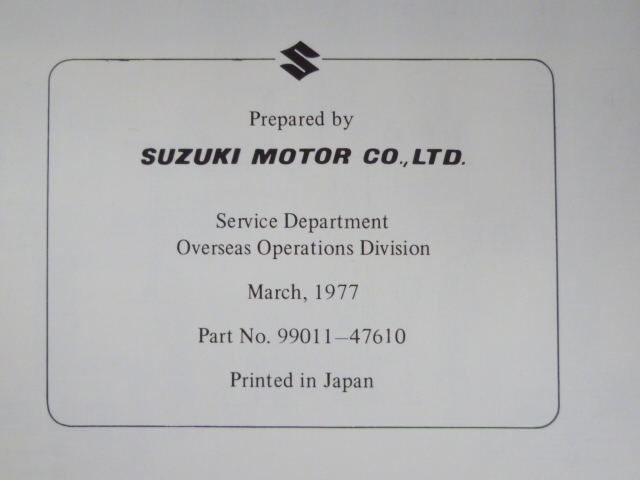 Prepared by
SUZUKI MOTOR CO.,LTD.
Service Department
Overseas Operations Division
March, 1977
Part No. 99011–47610
Printed in Japan